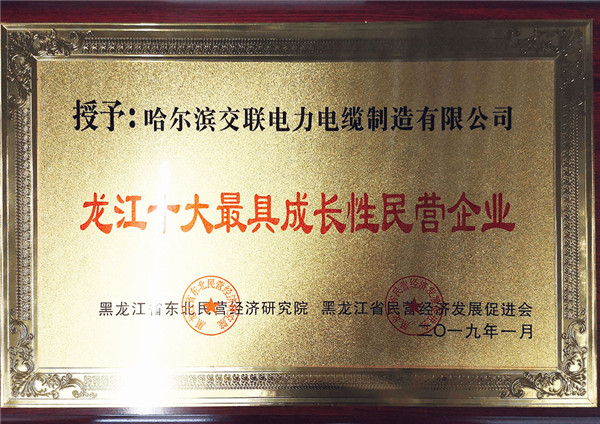 授予：哈尔滨交联电力电缆制造有限公司
龙江十大最具成长性民营企业
黑龙江省东北民营经济研究院 黑龙江省民营经济发展促进会
二〇一九年一月